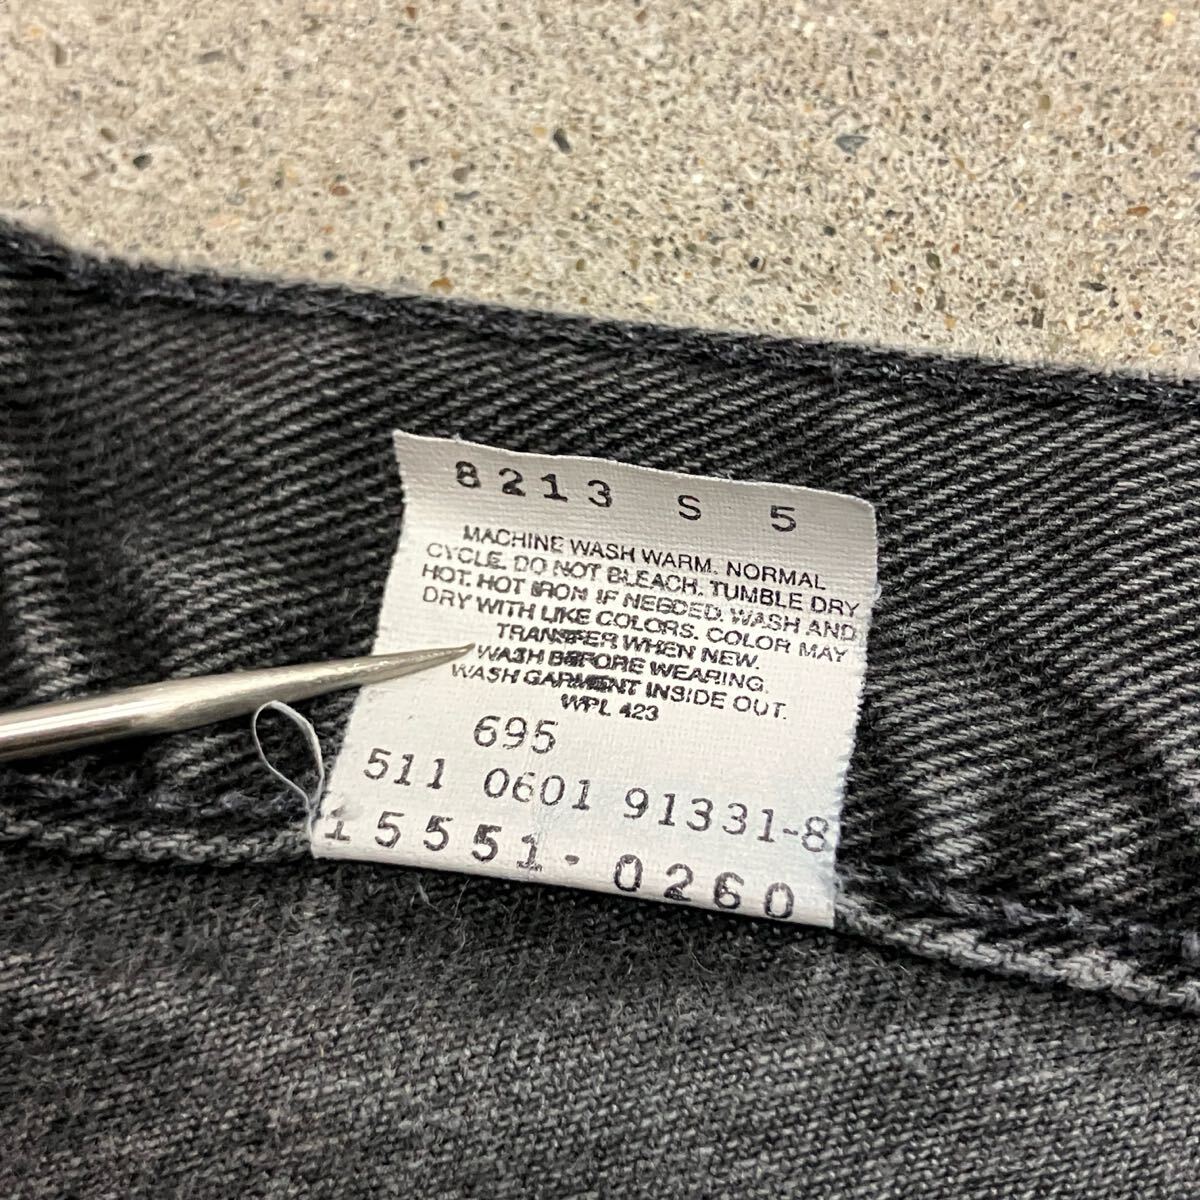 8213 S 5
MACHINE WASH WARM. NORMAL
CYCLE. DO NOT BLEACH. TUMBLE DRY
HOT. HOT IRON IF NEEDED. WASH AND
DRY WITH LIKE COLORS. COLOR MAY
TRANSFER WHEN NEW.
WASH BEFORE WEARING.
WASH GARMENT INSIDE OUT.
WPL 423
695
511 0601 91331-8
15551-0260